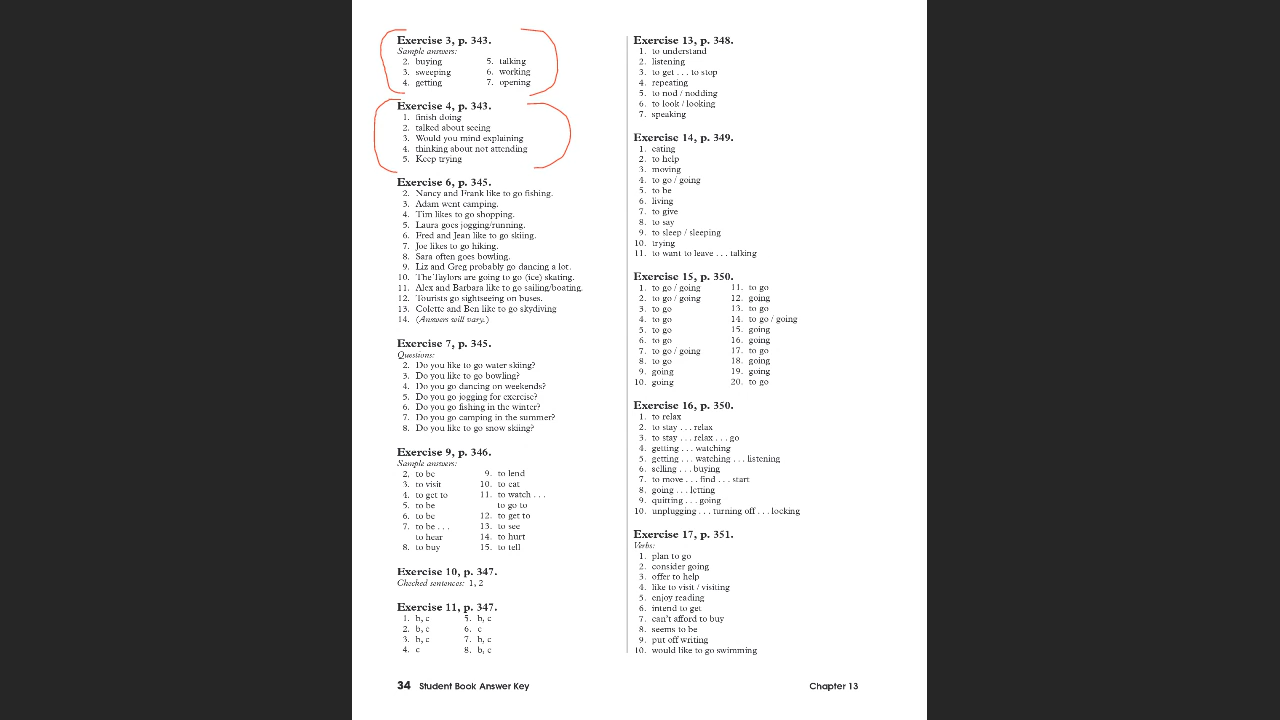 Exercise 3, p. 343.
Sample answers:
2. buying
3. sweeping
4. getting
5. talking
6. working
7. opening
Exercise 4, p. 343.
1. finish doing
2. talked about seeing
3. Would you mind explaining
4. thinking about not attending
5. Keep trying
Exercise 6, p. 345.
2. Nancy and Frank like to go fishing.
3. Adam went camping.
4. Tim likes to go shopping.
5. Laura goes jogging/running.
6. Fred and Jean like to go skiing.
7. Joe likes to go hiking.
8. Sara often goes bowling.
9. Liz and Greg probably go dancing a lot.
10. The Taylors are going to go (ice) skating.
11. Alex and Barbara like to go sailing/boating.
12. Tourists go sightseeing on buses.
13. Colette and Ben like to go skydiving
14. (Answers will vary.)
Exercise 7, p. 345.
Questions:
2. Do you like to go water skiing?
3. Do you like to go bowling?
4. Do you go dancing on weekends?
5. Do you go jogging for exercise?
6. Do you go fishing in the winter?
7. Do you go camping in the summer?
8. Do you like to go snow skiing?
Exercise 9, p. 346.
Sample answers:
2. to be
3. to visit
4. to get to
5. to be
6. to be
7. to be . . .
to hear
8. to buy
9. to lend
10. to eat
11. to watch . . .
to go to
12. to get to
13. to see
14. to hurt
15. to tell
Exercise 10, p. 347.
Checked sentences: 1, 2
Exercise 11, p. 347.
1. b, c
2. b, c
3. b, c
4. c
5. b, c
6. c
7. b, c
8. b, c
Exercise 13, p. 348.
1. to understand
2. listening
3. to get . . . to stop
4. repeating
5. to nod / nodding
6. to look / looking
7. speaking
Exercise 14, p. 349.
1. eating
2. to help
3. moving
4. to go / going
5. to be
6. living
7. to give
8. to say
9. to sleep / sleeping
10. trying
11. to want to leave . . . talking
Exercise 15, p. 350.
1. to go / going
2. to go / going
3. to go
4. to go
5. to go
6. to go
7. to go / going
8. to go
9. going
10. going
11. to go
12. going
13. to go
14. to go / going
15. going
16. going
17. to go
18. going
19. going
20. to go
Exercise 16, p. 350.
1. to relax
2. to stay . . . relax
3. to stay . . . relax . . . go
4. getting . . . watching
5. getting . . . watching . . . listening
6. selling . . . buying
7. to move . . . find . . . start
8. going . . . letting
9. quitting . . . going
10. unplugging . . . turning off . . . locking
Exercise 17, p. 351.
Verbs:
1. plan to go
2. consider going
3. offer to help
4. like to visit / visiting
5. enjoy reading
6. intend to get
7. can't afford to buy
8. seems to be
9. put off writing
10. would like to go swimming
34 Student Book Answer Key
Chapter 13